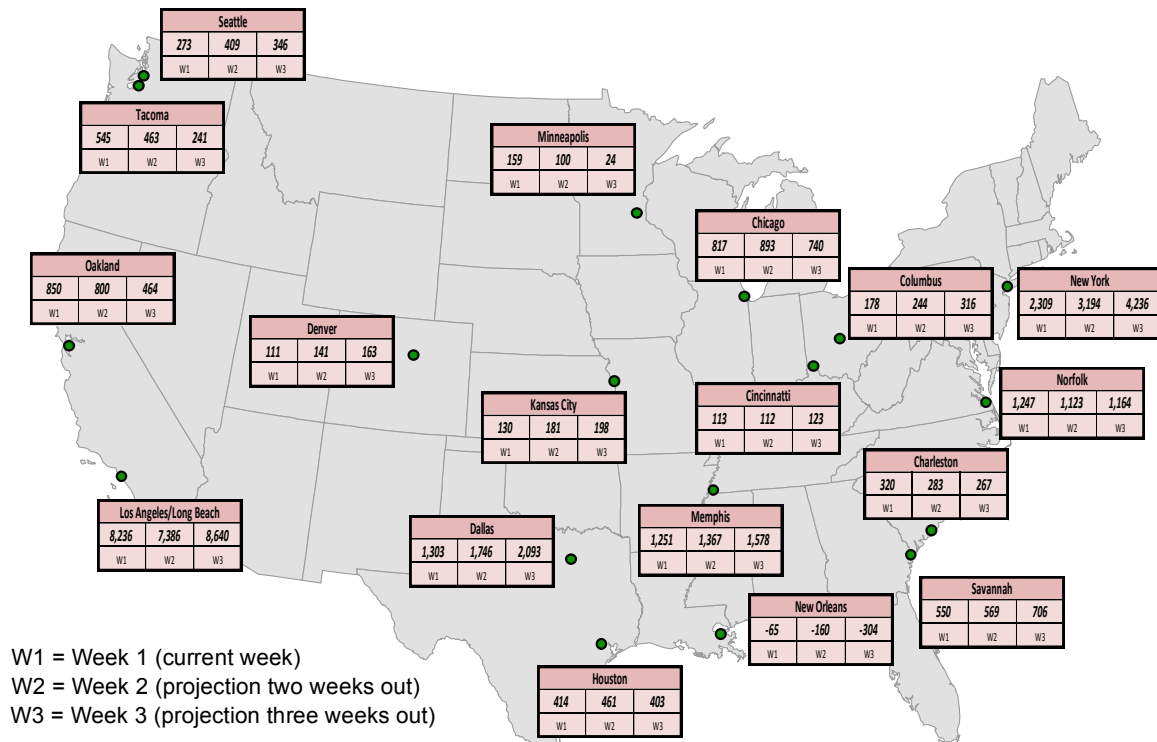 Seattle
273 409 346
W1 W2 W3
Tacoma
545 463 241
W1 W2 W3
Minneapolis
159 100 24
W1 W2 W3
Chicago
817 893 740
W1 W2 W3
Oakland
850 800 464
W1 W2 W3
Columbus
178 244 316
W1 W2 W3
New York
2,309 3,194 4,236
W1 W2 W3
Denver
111 141 163
W1 W2 W3
Norfolk
1,247 1,123 1,164
W1 W2 W3
Kansas City
130 181 198
W1 W2 W3
Cincinnatti
113 112 123
W1 W2 W3
Charleston
320 283 267
W1 W2 W3
Los Angeles/Long Beach
8,236 7,386 8,640
W1 W2 W3
Dallas
1,303 1,746 2,093
W1 W2 W3
Memphis
1,251 1,367 1,578
W1 W2 W3
Savannah
550 569 706
W1 W2 W3
New Orleans
-65 -160 -304
W1 W2 W3
Houston
414 461 403
W1 W2 W3
W1 = Week 1 (current week)
W2 = Week 2 (projection two weeks out)
W3 = Week 3 (projection three weeks out)